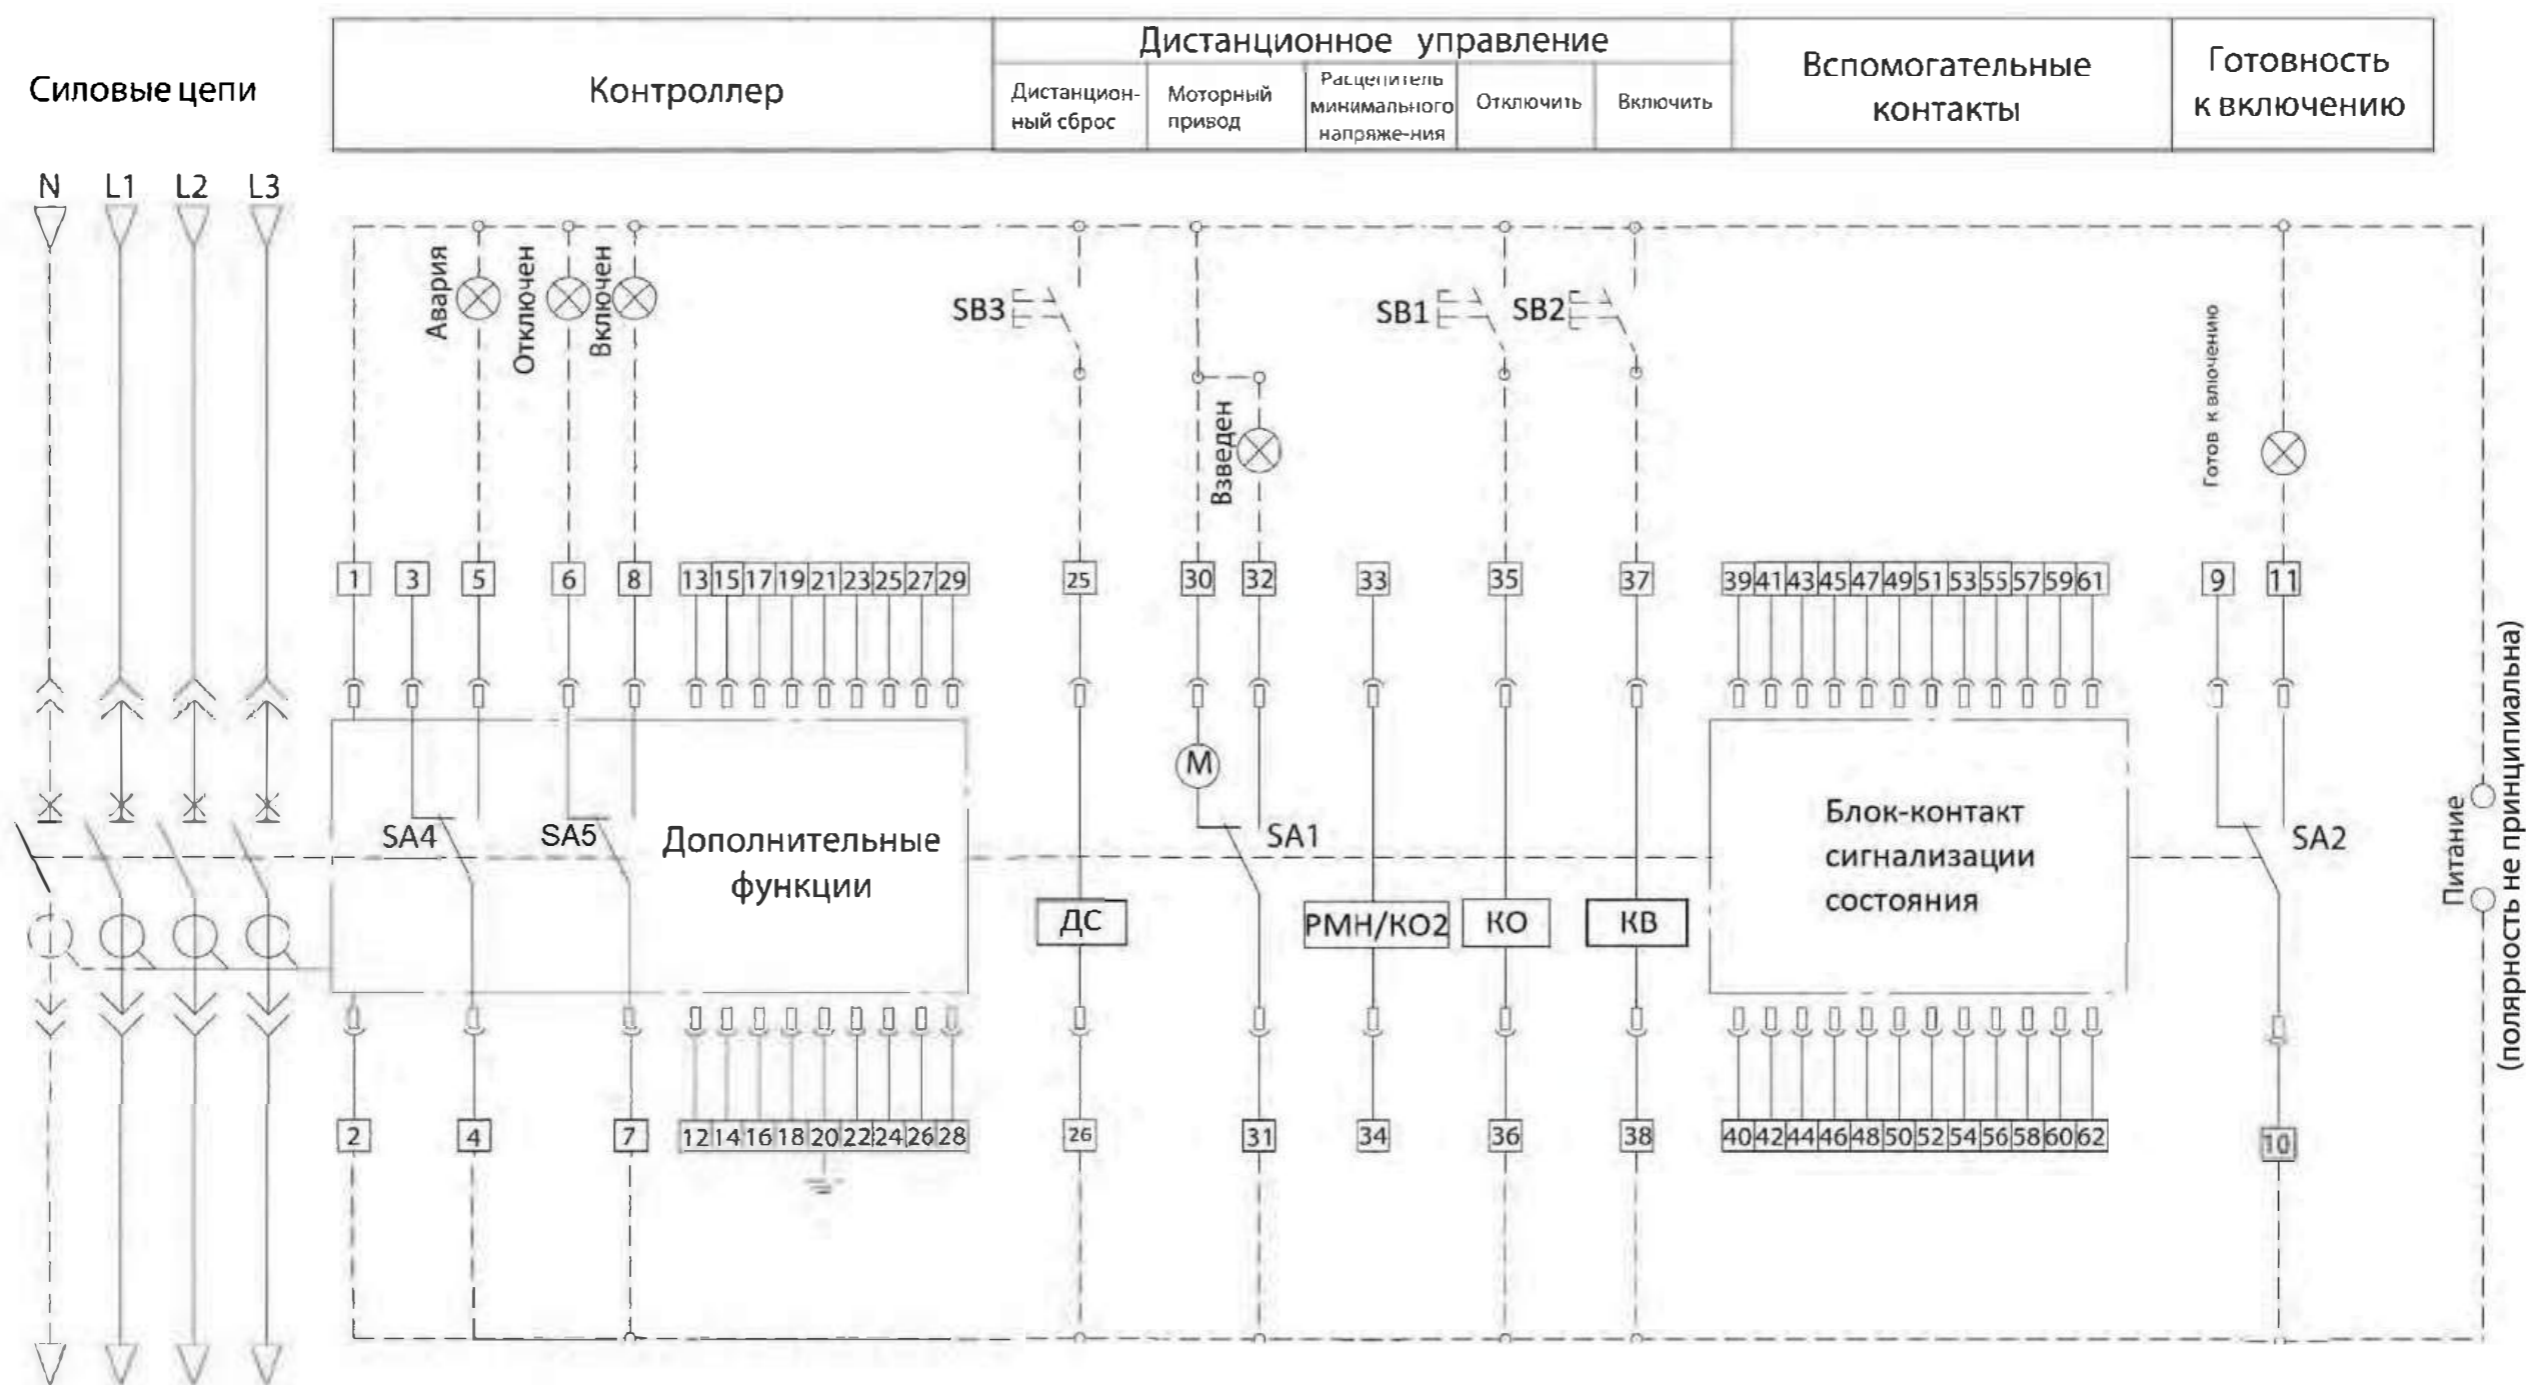 Силовые цепи
Контроллер
Дистанционное управление
Дистанцион-
ный сброс
Моторный
привод
Расцепитель
минимального
напряже-ния
Отключить
Включить
Вспомогательные
контакты
Готовность
к включению
N L1 L2 L3
Авария
Отключен
Включен
SB3
SB1
SB2
Взведен
Готов к влючению
1 3 5 6 8 13 15 17 19 21 23 25 27 29 25 30 32 33 35 37 39 41 43 45 47 49 51 53 55 57 59 61 9 11
M
SA4
SA5
Дополнительные
функции
SA1
Блок-контакт
сигнализации
состояния
SA2
ДС
РМН/КО2
КО
КВ
Питание
(полярность не принципиальна)
2 4 7 12 14 16 18 20 22 24 26 28 26 31 34 36 38 40 42 44 46 48 50 52 54 56 58 60 62 10